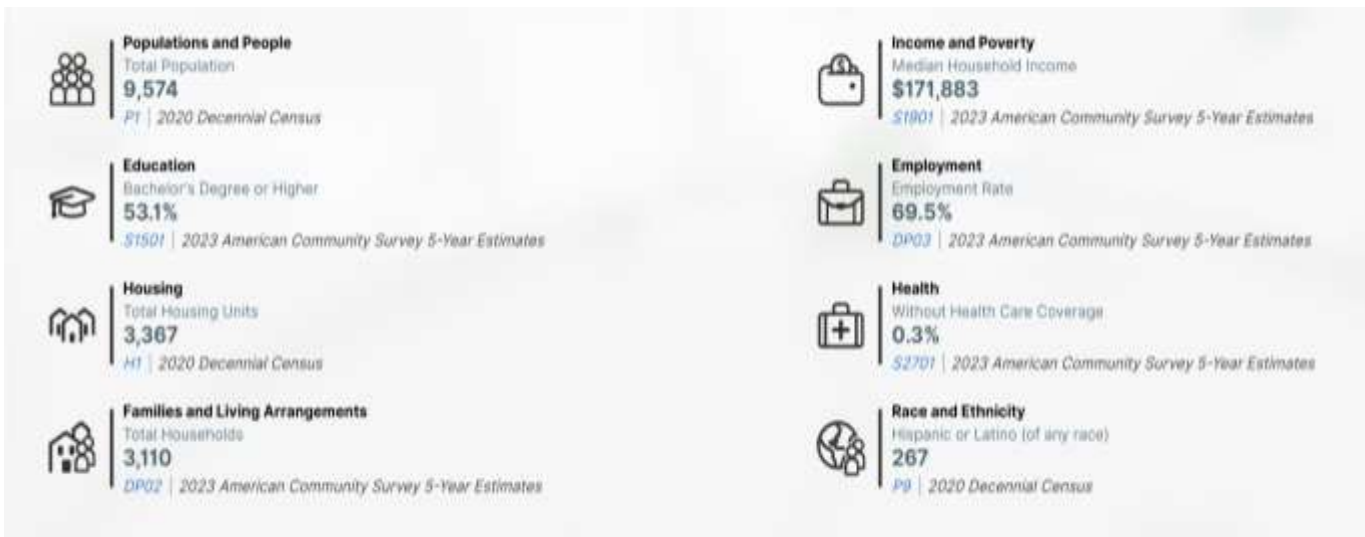 Populations and People
Total Population
9,574
P1 | 2020 Decennial Census
Education
Bachelor's Degree or Higher
53.1%
S1501 | 2023 American Community Survey 5-Year Estimates
Housing
Total Housing Units
3,367
H1 | 2020 Decennial Census
Families and Living Arrangements
Total Households
3,110
DP02 | 2023 American Community Survey 5-Year Estimates
Income and Poverty
Median Household Income
$171,883
S1901 | 2023 American Community Survey 5-Year Estimates
Employment
Employment Rate
69.5%
DP03 | 2023 American Community Survey 5-Year Estimates
Health
Without Health Care Coverage
0.3%
S2701 | 2023 American Community Survey 5-Year Estimates
Race and Ethnicity
Hispanic or Latino (of any race)
267
P9 | 2020 Decennial Census